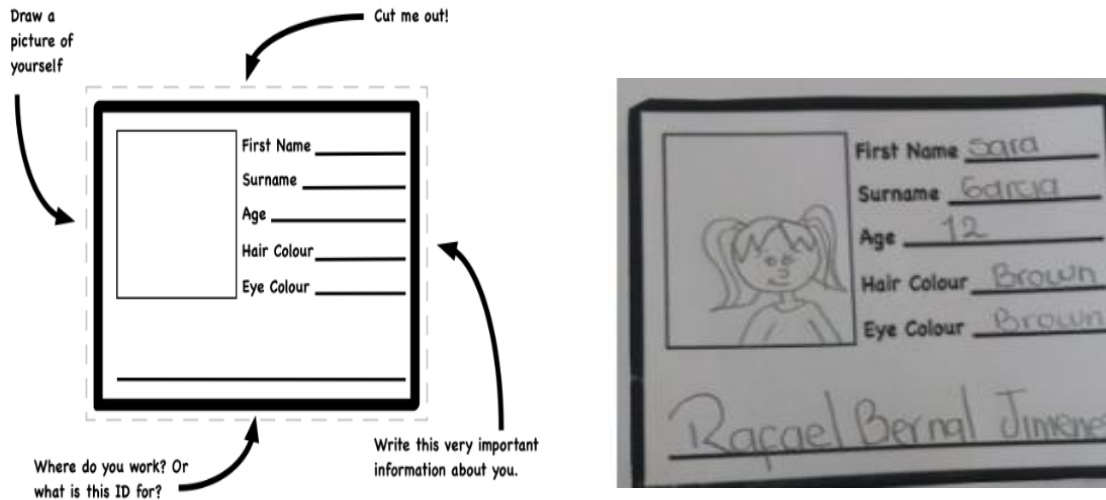 Draw a
picture of
yourself
Cut me out!
First Name
Surname
Age
Hair Colour
Eye Colour
Where do you work? Or
what is this ID for?
Write this very important
information about you.
First Name Sara
Surname Garcia
Age 12
Hair Colour Brown
Eye Colour Brown
Rafael Bernal Jimenes